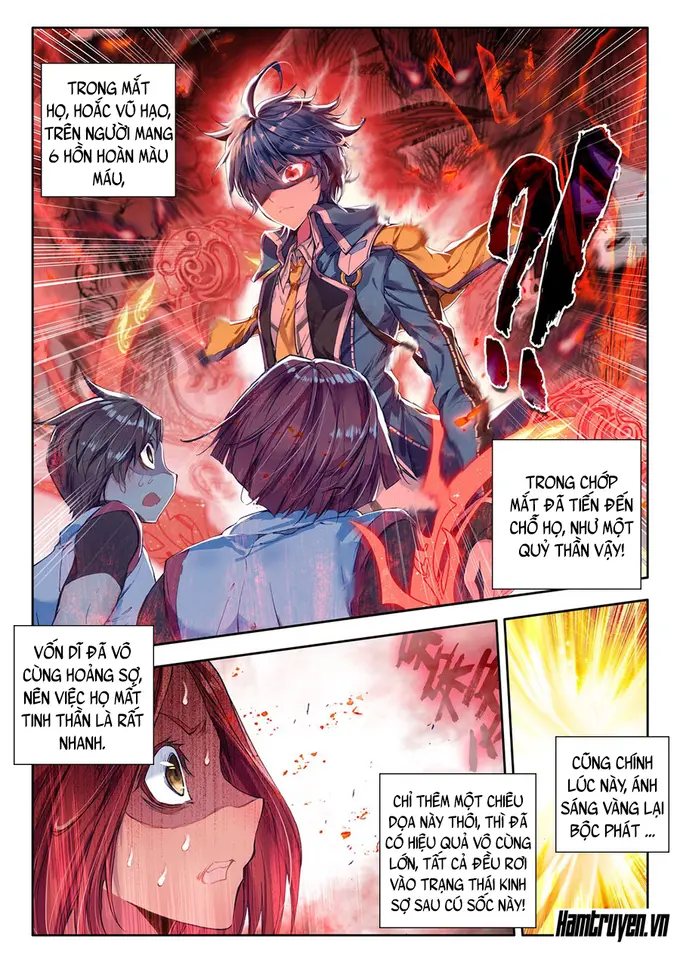 TRONG MẮT
HỌ, HOẮC VŨ HẠO,
TRÊN NGƯỜI MANG
6 HỒN HOÀN MÀU
MÁU,
?!!
TRONG CHỚP
MẮT ĐÃ TIẾN ĐẾN
CHỖ HỌ, NHƯ MỘT
QUỶ THẦN VẬY!
VỐN DĨ ĐÃ VÔ
CÙNG HOẢNG SỢ,
NÊN VIỆC HỌ MẤT
TINH THẦN LÀ RẤT
NHANH.
CHỈ THÊM MỘT CHIÊU
DỌA NÀY THÔI, THÌ ĐÃ
CÓ HIỆU QUẢ VÔ CÙNG
LỚN, TẤT CẢ ĐỀU RƠI
VÀO TRẠNG THÁI KINH
SỢ SAU CÚ SỐC NÀY!
CŨNG CHÍNH
LÚC NÀY, ÁNH
SÁNG VÀNG LẠI
BỘC PHÁT ...
Hamtruyen.vn